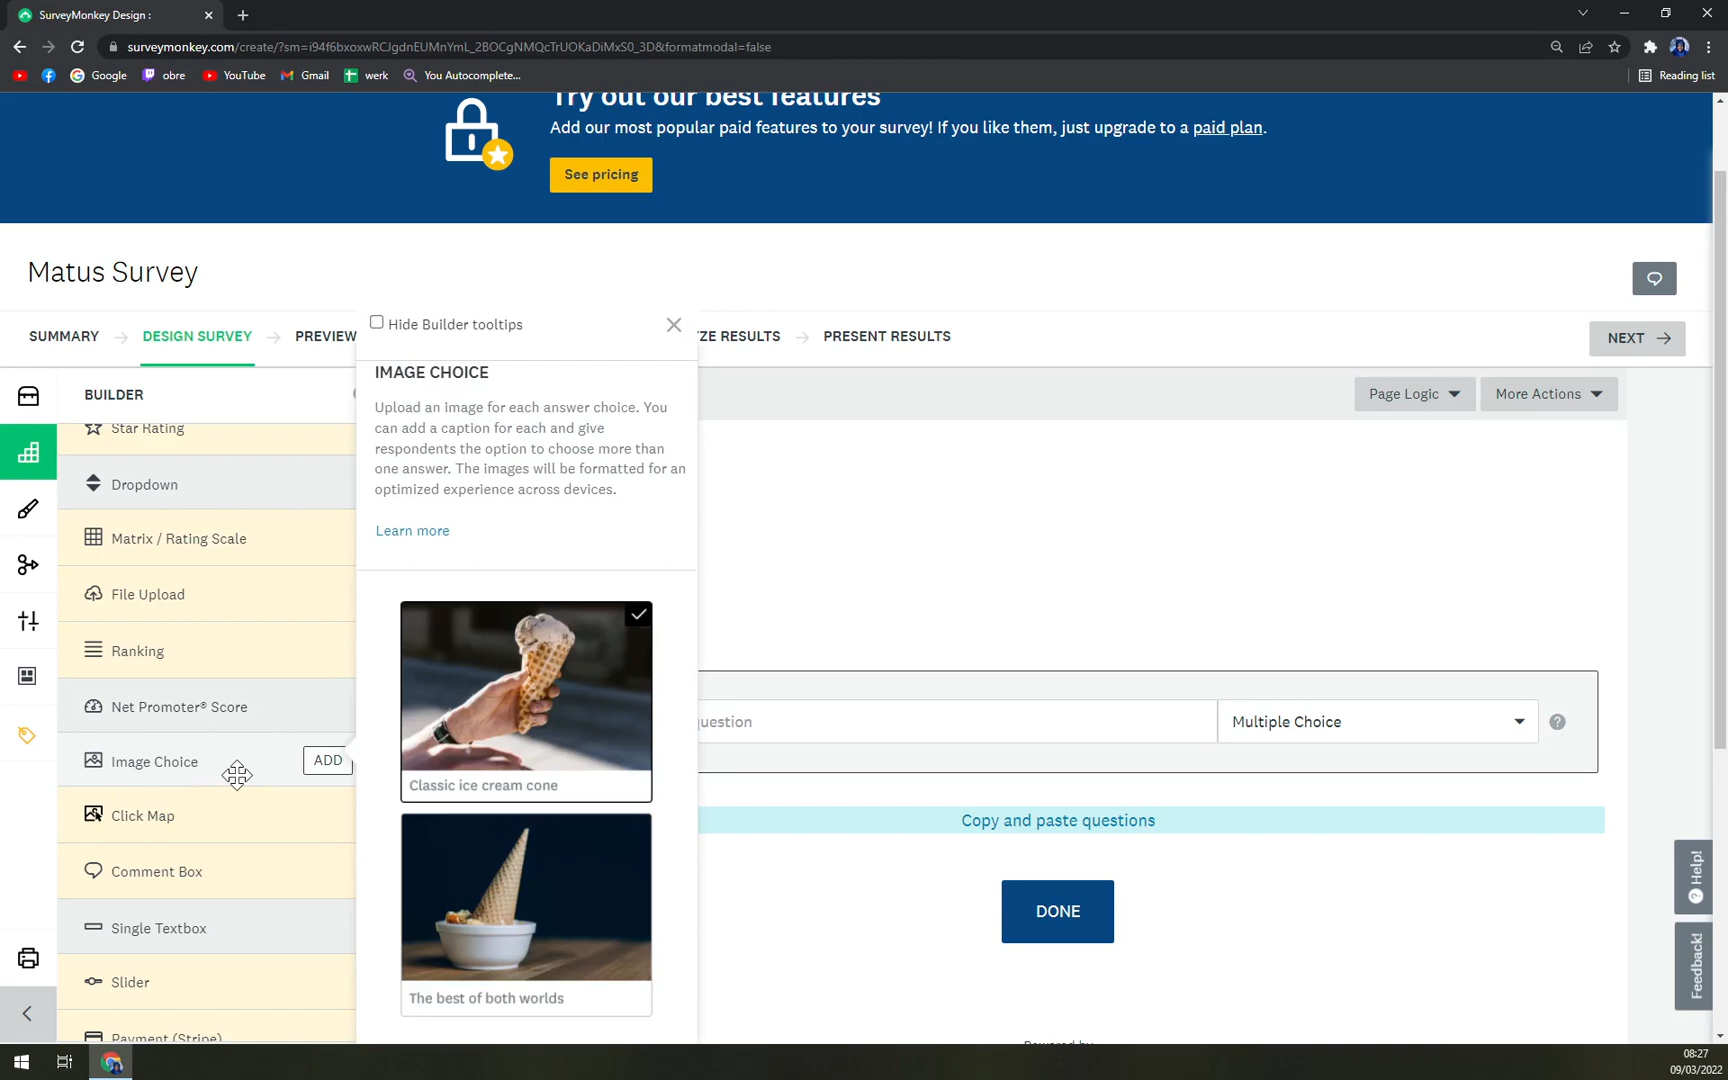 SurveyMonkey Design :
surveymonkey.com/create/?sm=i94f6bxoxwRCJgdnEUMnYmL_2BOCgNMQcTrUOKaDiMxS0_3D&formatmodal=false
Google obre YouTube Gmail werk You Autocomplete... Reading list
Try out our best features
Add our most popular paid features to your survey! If you like them, just upgrade to a paid plan.
See pricing
Matus Survey
SUMMARY DESIGN SURVEY PREVIEW ZE RESULTS PRESENT RESULTS NEXT
Hide Builder tooltips
BUILDER
Page Logic More Actions
IMAGE CHOICE
Upload an image for each answer choice. You
can add a caption for each and give
respondents the option to choose more than
one answer. The images will be formatted for an
optimized experience across devices.
Learn more
Star Rating
Dropdown
Matrix / Rating Scale
File Upload
Ranking
Net Promoter® Score
Image Choice ADD
Click Map
Comment Box
Single Textbox
Slider
Payment (Stripe)
Classic ice cream cone
The best of both worlds
uestion
Multiple Choice
Copy and paste questions
DONE
Powered by
Help!
Feedback!
08:27
09/03/2022